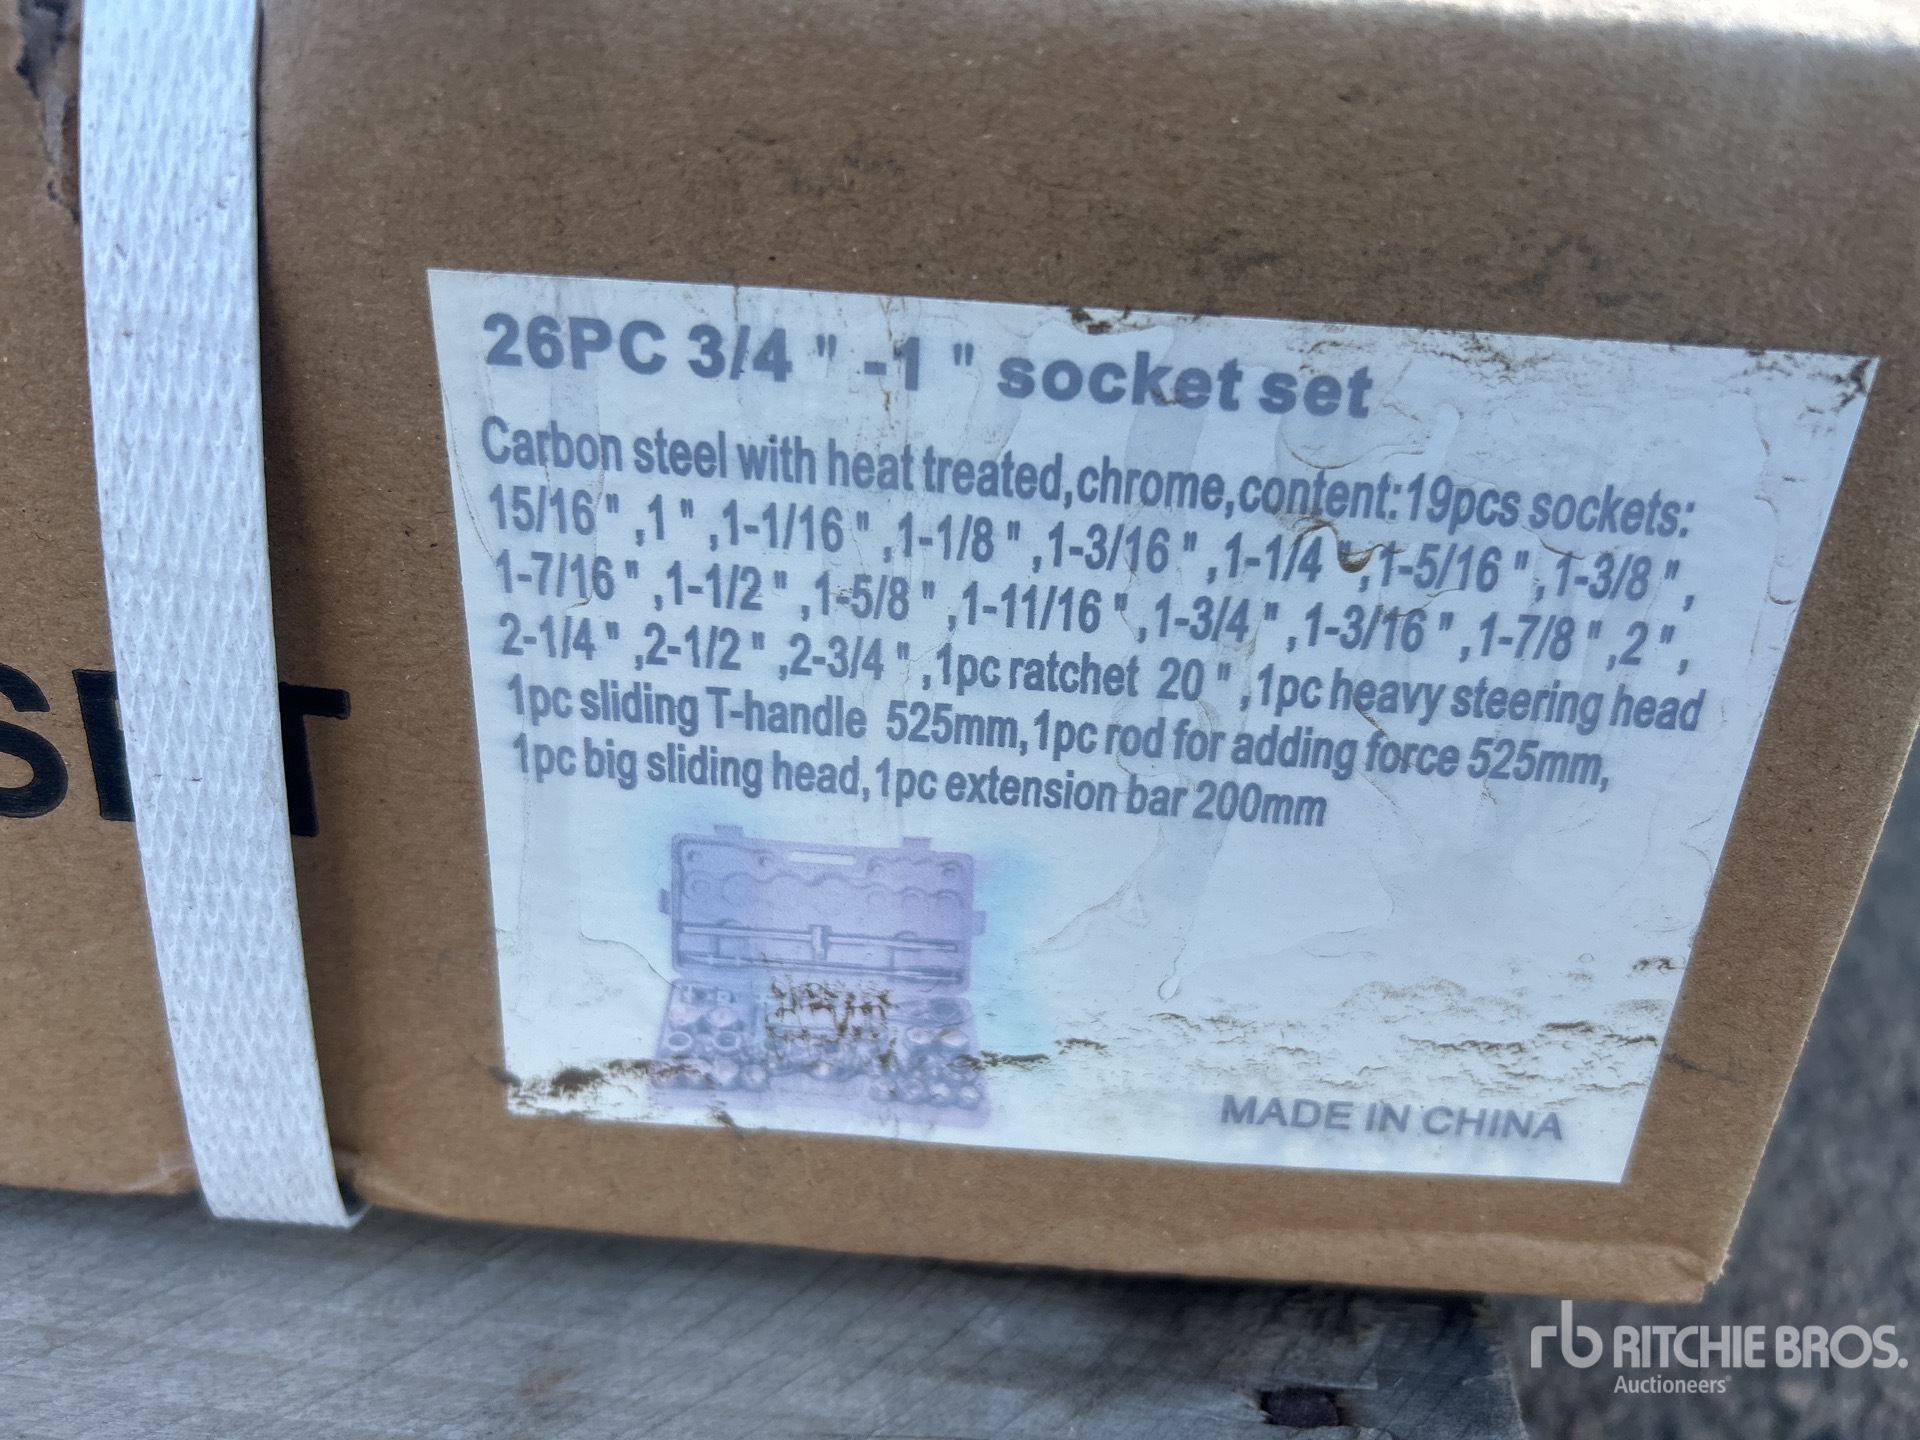 26PC 3/4 " -1 " socket set
Carbon steel with heat treated,chrome,content:19pcs sockets:
15/16 " ,1 " ,1-1/16 " ,1-1/8 " ,1-3/16 " ,1-1/4 " ,1-5/16 " ,1-3/8 " ,
1-7/16 " ,1-1/2 " ,1-5/8 " ,1-11/16 " ,1-3/4 " ,1-3/16 " ,1-7/8 " ,2 " ,
2-1/4 " ,2-1/2 " ,2-3/4 " ,1pc ratchet 20 " ,1pc heavy steering head
1pc sliding T-handle 525mm,1pc rod for adding force 525mm,
1pc big sliding head,1pc extension bar 200mm
MADE IN CHINA
SET
rb RITCHIE BROS.
Auctioneers